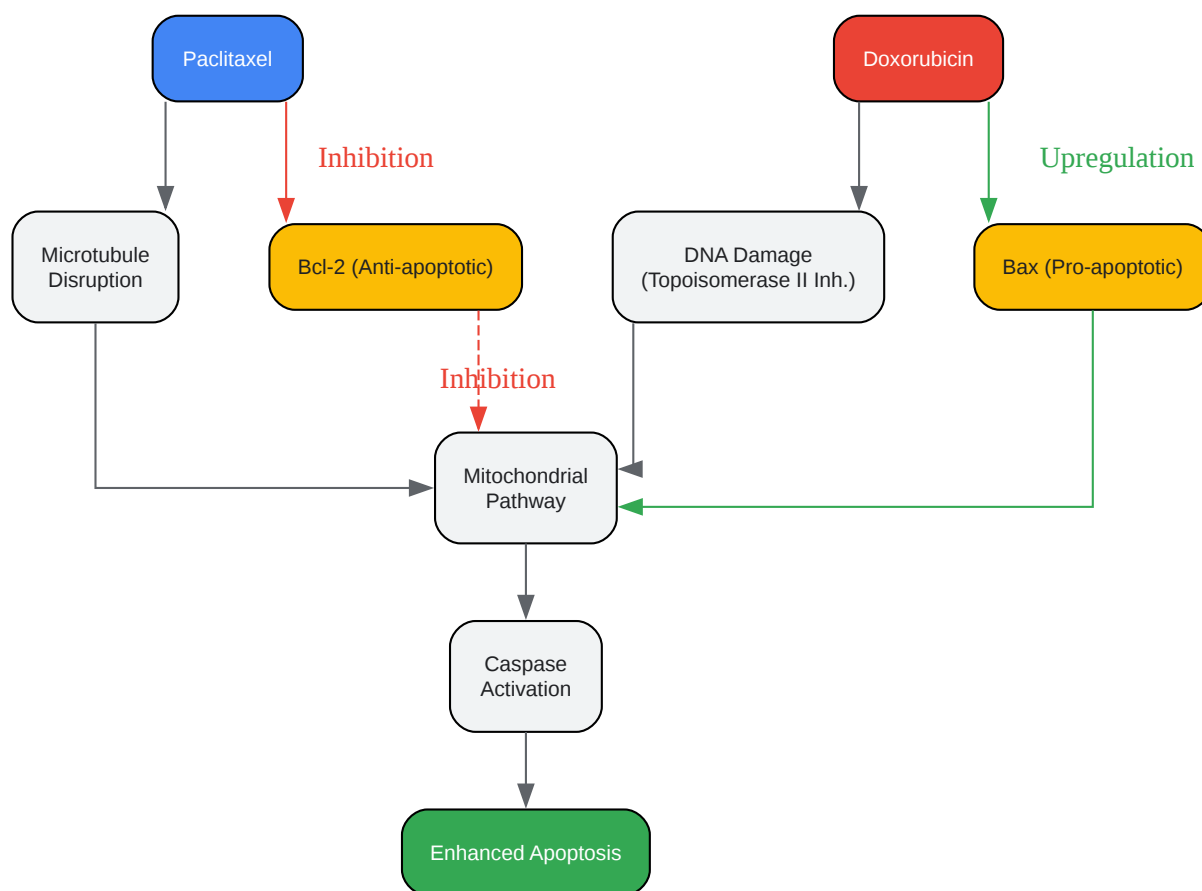 Paclitaxel
Doxorubicin
Inhibition
Upregulation
Microtubule
Disruption
Bcl-2 (Anti-apoptotic)
DNA Damage
(Topoisomerase II Inh.)
Bax (Pro-apoptotic)
Inhibition
Mitochondrial
Pathway
Caspase
Activation
Enhanced Apoptosis